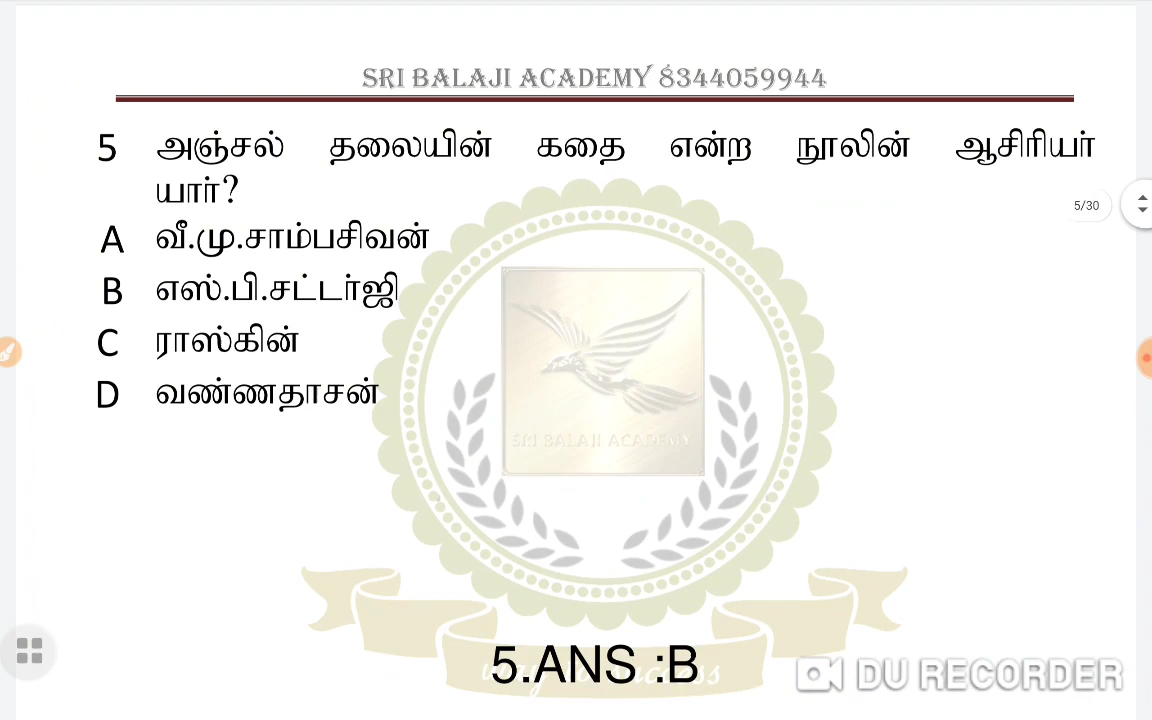 SRI BALAJI ACADEMY 8344059944
5 அஞ்சல் தலையின் கதை என்ற நூலின் ஆசிரியர்
யார்?
5/30
A வீ.மு.சாம்பசிவன்
B எஸ்.பி.சட்டர்ஜி
C ராஸ்கின்
D வண்ணதாசன்
SRI BALAJI ACADEMY
5.ANS :B
DU RECORDER